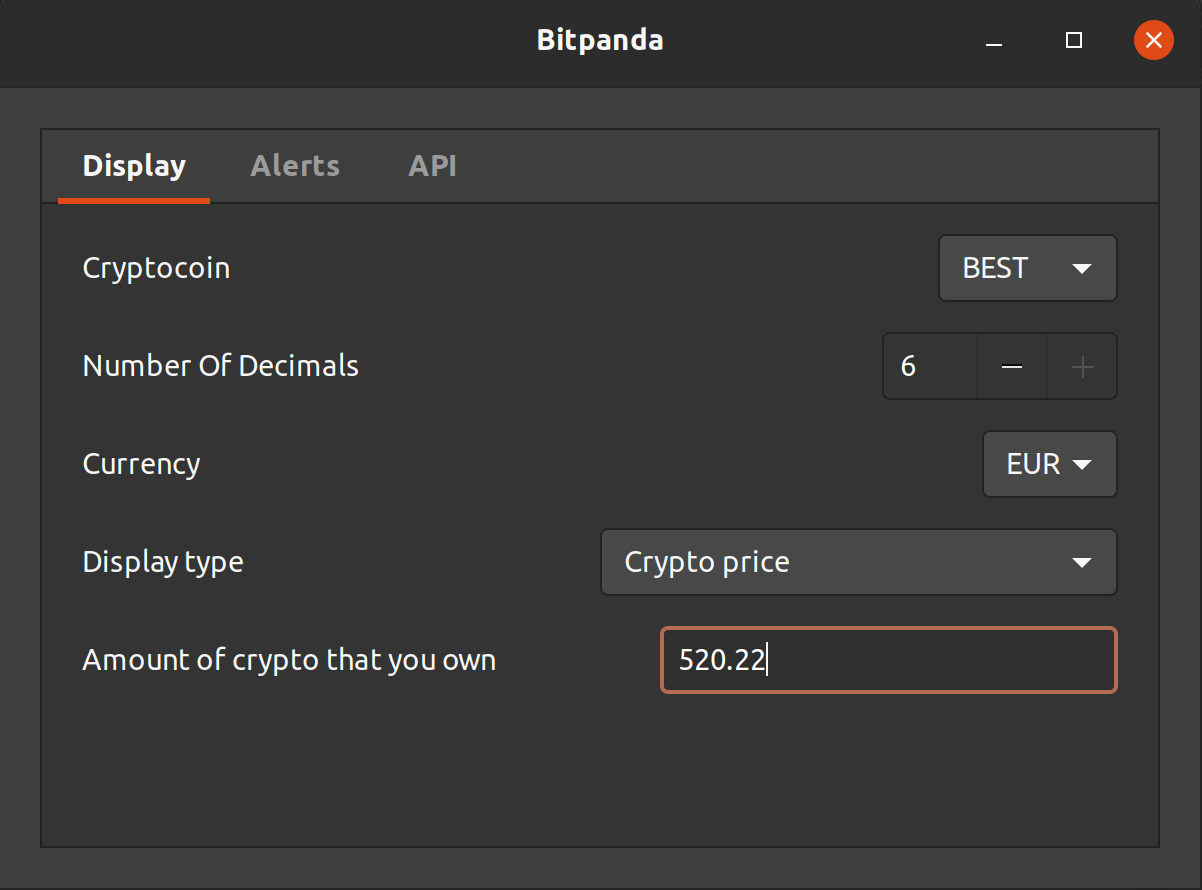 Bitpanda
Display Alerts API
Cryptocoin BEST
Number Of Decimals 6
Currency EUR
Display type Crypto price
Amount of crypto that you own 520.22